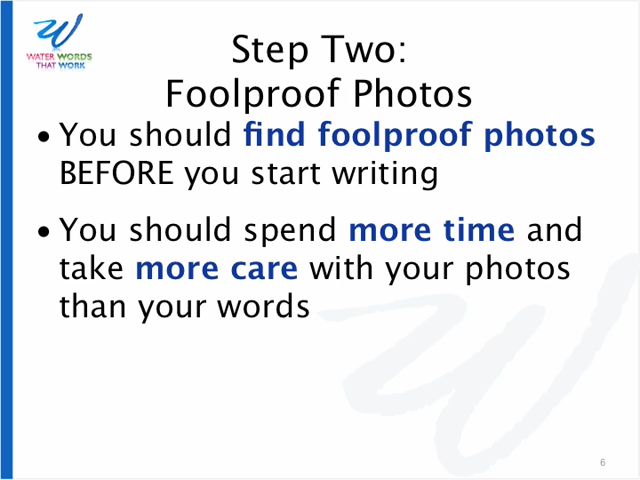 WATER WORDS
THAT WORK
Step Two:
Foolproof Photos
• You should find foolproof photos
BEFORE you start writing
• You should spend more time and
take more care with your photos
than your words
6